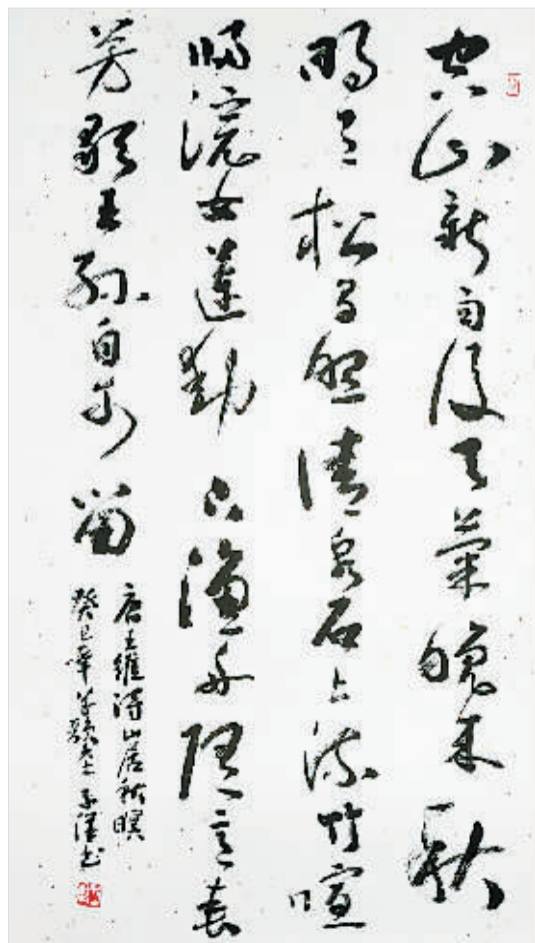 空山新雨後天氣晚来秋
明月松間照清泉石上流竹喧
歸浣女蓮動下漁舟隨意春
芳歇王孫自可留
唐王維詩山居秋暝
癸巳年书